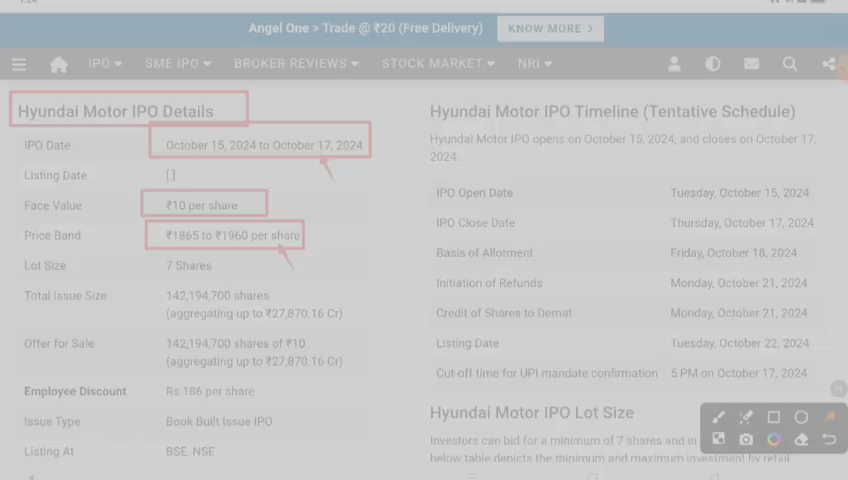 Angel One > Trade @ ₹20 (Free Delivery)
KNOW MORE
IPO
SME IPO
BROKER REVIEWS
STOCK MARKET
NRI
Hyundai Motor IPO Details
IPO Date October 15, 2024 to October 17, 2024
Listing Date [.]
Face Value ₹10 per share
Price Band ₹1865 to ₹1960 per share
Lot Size 7 Shares
Total Issue Size 142,194,700 shares
(aggregating up to ₹27,870.16 Cr)
Offer for Sale 142,194,700 shares of ₹10
(aggregating up to ₹27,870.16 Cr)
Employee Discount Rs 186 per share
Issue Type Book Built Issue IPO
Listing At BSE, NSE
Hyundai Motor IPO Timeline (Tentative Schedule)
Hyundai Motor IPO opens on October 15, 2024, and closes on October 17,
2024.
IPO Open Date Tuesday, October 15, 2024
IPO Close Date Thursday, October 17, 2024
Basis of Allotment Friday, October 18, 2024
Initiation of Refunds Monday, October 21, 2024
Credit of Shares to Demat Monday, October 21, 2024
Listing Date Tuesday, October 22, 2024
Cut-off time for UPI mandate confirmation 5 PM on October 17, 2024
Hyundai Motor IPO Lot Size
Investors can bid for a minimum of 7 shares and in
below table depicts the minimum and maximum investment by retail